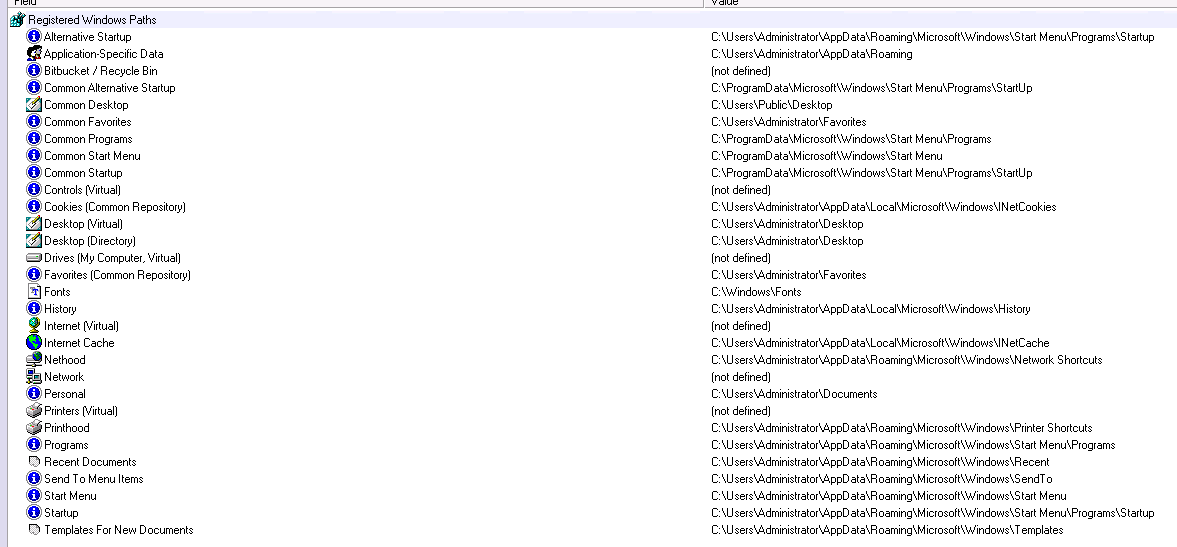 Field Value
Registered Windows Paths
Alternative Startup C:\Users\Administrator\AppData\Roaming\Microsoft\Windows\Start Menu\Programs\Startup
Application-Specific Data C:\Users\Administrator\AppData\Roaming
Bitbucket / Recycle Bin (not defined)
Common Alternative Startup C:\ProgramData\Microsoft\Windows\Start Menu\Programs\StartUp
Common Desktop C:\Users\Public\Desktop
Common Favorites C:\Users\Administrator\Favorites
Common Programs C:\ProgramData\Microsoft\Windows\Start Menu\Programs
Common Start Menu C:\ProgramData\Microsoft\Windows\Start Menu
Common Startup C:\ProgramData\Microsoft\Windows\Start Menu\Programs\StartUp
Controls (Virtual) (not defined)
Cookies (Common Repository) C:\Users\Administrator\AppData\Local\Microsoft\Windows\INetCookies
Desktop (Virtual) C:\Users\Administrator\Desktop
Desktop (Directory) C:\Users\Administrator\Desktop
Drives (My Computer, Virtual) (not defined)
Favorites (Common Repository) C:\Users\Administrator\Favorites
Fonts C:\Windows\Fonts
History C:\Users\Administrator\AppData\Local\Microsoft\Windows\History
Internet (Virtual) (not defined)
Internet Cache C:\Users\Administrator\AppData\Local\Microsoft\Windows\INetCache
Nethood C:\Users\Administrator\AppData\Roaming\Microsoft\Windows\Network Shortcuts
Network (not defined)
Personal C:\Users\Administrator\Documents
Printers (Virtual) (not defined)
Printhood C:\Users\Administrator\AppData\Roaming\Microsoft\Windows\Printer Shortcuts
Programs C:\Users\Administrator\AppData\Roaming\Microsoft\Windows\Start Menu\Programs
Recent Documents C:\Users\Administrator\AppData\Roaming\Microsoft\Windows\Recent
Send To Menu Items C:\Users\Administrator\AppData\Roaming\Microsoft\Windows\SendTo
Start Menu C:\Users\Administrator\AppData\Roaming\Microsoft\Windows\Start Menu
Startup C:\Users\Administrator\AppData\Roaming\Microsoft\Windows\Start Menu\Programs\Startup
Templates For New Documents C:\Users\Administrator\AppData\Roaming\Microsoft\Windows\Templates